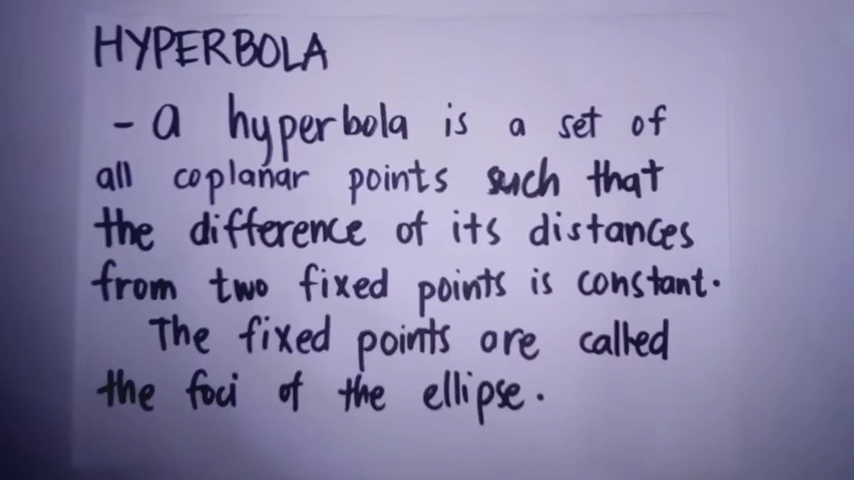 HYPERBOLA
- a hyperbola is a set of
all coplanar points such that
the difference of its distances
from two fixed points is constant.
The fixed points are called
the foci of the ellipse.